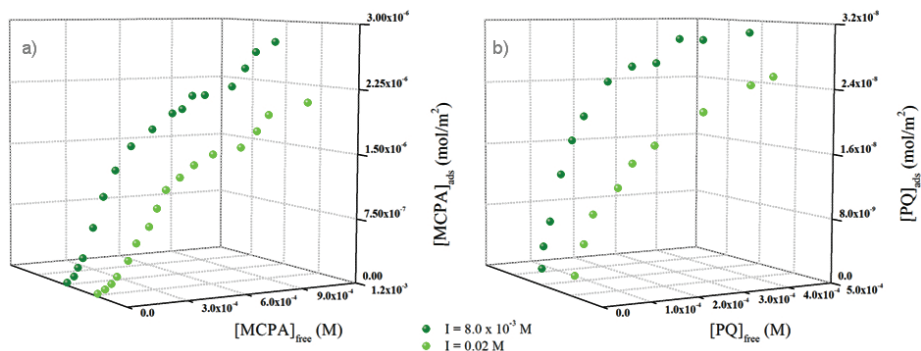 a)
3.00x10⁻⁶
2.25x10⁻⁶
1.50x10⁻⁶
7.50x10⁻⁷
0.00
[MCPA]ads (mol/m²)
0.0
3.0x10⁻⁴
6.0x10⁻⁴
9.0x10⁻⁴
1.2x10⁻³
[MCPA]free (M)
b)
3.2x10⁻⁸
2.4x10⁻⁸
1.6x10⁻⁸
8.0x10⁻⁹
0.0
[PQ]ads (mol/m²)
0.0
1.0x10⁻⁴
2.0x10⁻⁴
3.0x10⁻⁴
4.0x10⁻⁴
5.0x10⁻⁴
[PQ]free (M)
I = 8.0 x 10⁻³ M
I = 0.02 M